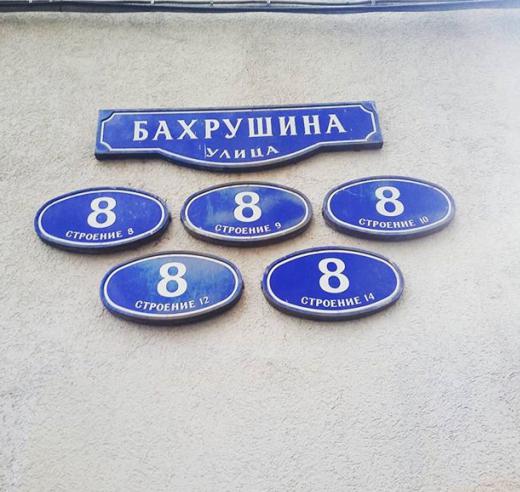 БАХРУШИНА
УЛИЦА
8
СТРОЕНИЕ 8
8
СТРОЕНИЕ 9
8
СТРОЕНИЕ 10
8
СТРОЕНИЕ 12
8
СТРОЕНИЕ 14